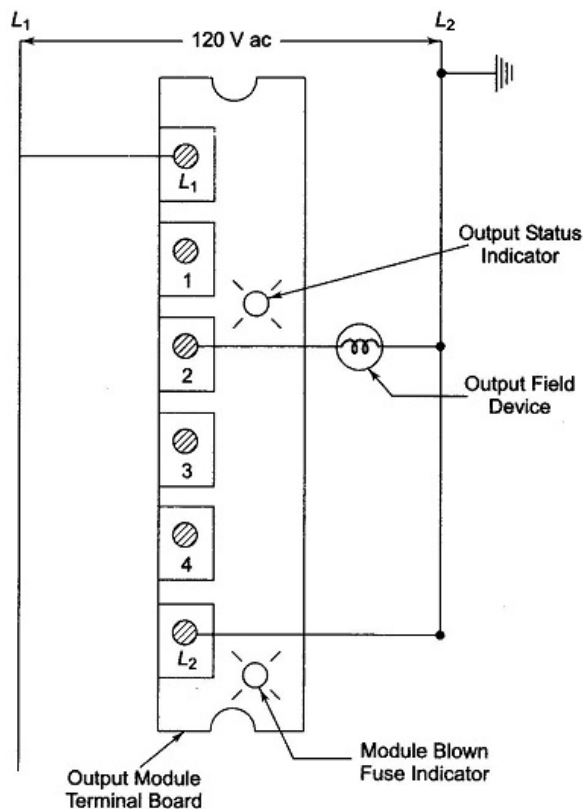 L₁
120 V ac
L₂
L₁
1
Output Status
Indicator
2
Output Field
Device
3
4
L₂
Output Module
Terminal Board
Module Blown
Fuse Indicator